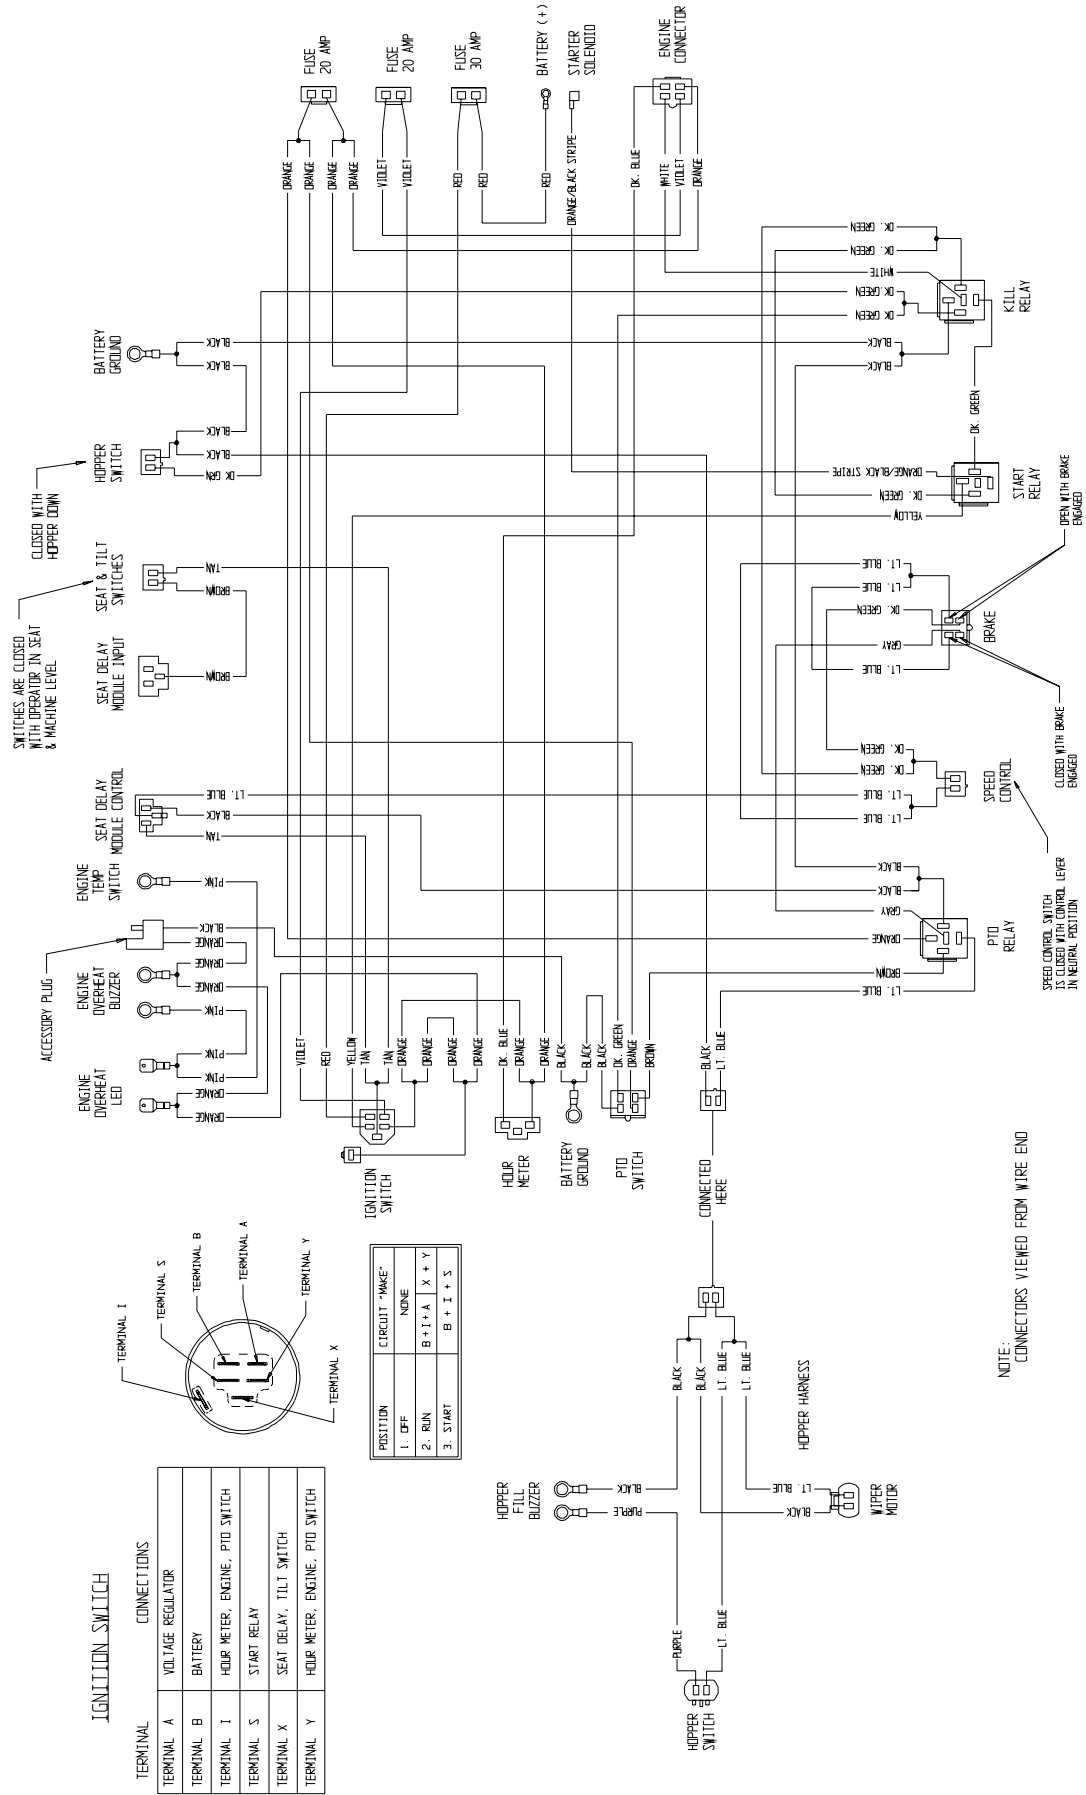 FUSE
20 AMP
FUSE
20 AMP
FUSE
30 AMP
BATTERY (+)
STARTER
SOLENOID
ENGINE
CONNECTOR
ORANGE
ORANGE
ORANGE
ORANGE
VIOLET
VIOLET
RED
RED
RED
ORANGE/BLACK STRIPE
DK. BLUE
WHITE
VIOLET
ORANGE
DK. GREEN
DK. GREEN
WHITE
DK.GREEN
DK GREEN
BLACK
BLACK
KILL
RELAY
DK. GREEN
BATTERY
GROUND
BLACK
BLACK
HOPPER
SWITCH
BLACK
BLACK
DK GRN
CLOSED WITH
HOPPER DOWN
ORANGE/BLACK STRIPE
DK. GREEN
YELLOW
START
RELAY
OPEN WITH BRAKE
ENGAGED
SEAT & TILT
SWITCHES
TAN
BROWN
SWITCHES ARE CLOSED
WITH OPERATOR IN SEAT
& MACHINE LEVEL
SEAT DELAY
MODULE INPUT
BROWN
LT. BLUE
LT. BLUE
DK. GREEN
GRAY
LT. BLUE
BRAKE
CLOSED WITH BRAKE
ENGAGED
SEAT DELAY
MODULE CONTROL
LT. BLUE
BLACK
TAN
DK. GREEN
DK. GREEN
LT. BLUE
LT. BLUE
SPEED
CONTROL
SPEED CONTROL SWITCH
IS CLOSED WITH CONTROL LEVER
IN NEUTRAL POSITION
ENGINE
TEMP
SWITCH
PINK
ACCESSORY PLUG
BLACK
ORANGE
ENGINE
OVERHEAT
BUZZER
ORANGE
ORANGE
PINK
ENGINE
OVERHEAT
LED
PINK
PINK
ORANGE
ORANGE
BLACK
BLACK
GRAY
ORANGE
BROWN
LT. BLUE
PTO
RELAY
VIOLET
RED
YELLOW
TAN
TAN
ORANGE
ORANGE
ORANGE
ORANGE
DK. BLUE
ORANGE
ORANGE
BLACK
BLACK
BLACK
DK. GREEN
ORANGE
BROWN
BLACK
LT. BLUE
IGNITION
SWITCH
HOUR
METER
BATTERY
GROUND
PTO
SWITCH
CONNECTED
HERE
TERMINAL I
TERMINAL S
TERMINAL B
TERMINAL A
TERMINAL Y
TERMINAL X
POSITION CIRCUIT "MAKE"
1. OFF NONE
2. RUN B+I+A X + Y
3. START B + I + S
BLACK
BLACK
LT. BLUE
LT. BLUE
HOPPER HARNESS
HOPPER
FILL
BUZZER
BLACK
PURPLE
LT. BLUE
BLACK
WIPER
MOTOR
PURPLE
LT. BLUE
HOPPER
SWITCH
NOTE:
CONNECTORS VIEWED FROM WIRE END
IGNITION SWITCH
TERMINAL CONNECTIONS
TERMINAL A VOLTAGE REGULATOR
TERMINAL B BATTERY
TERMINAL I HOUR METER, ENGINE, PTO SWITCH
TERMINAL S START RELAY
TERMINAL X SEAT DELAY, TILT SWITCH
TERMINAL Y HOUR METER, ENGINE, PTO SWITCH